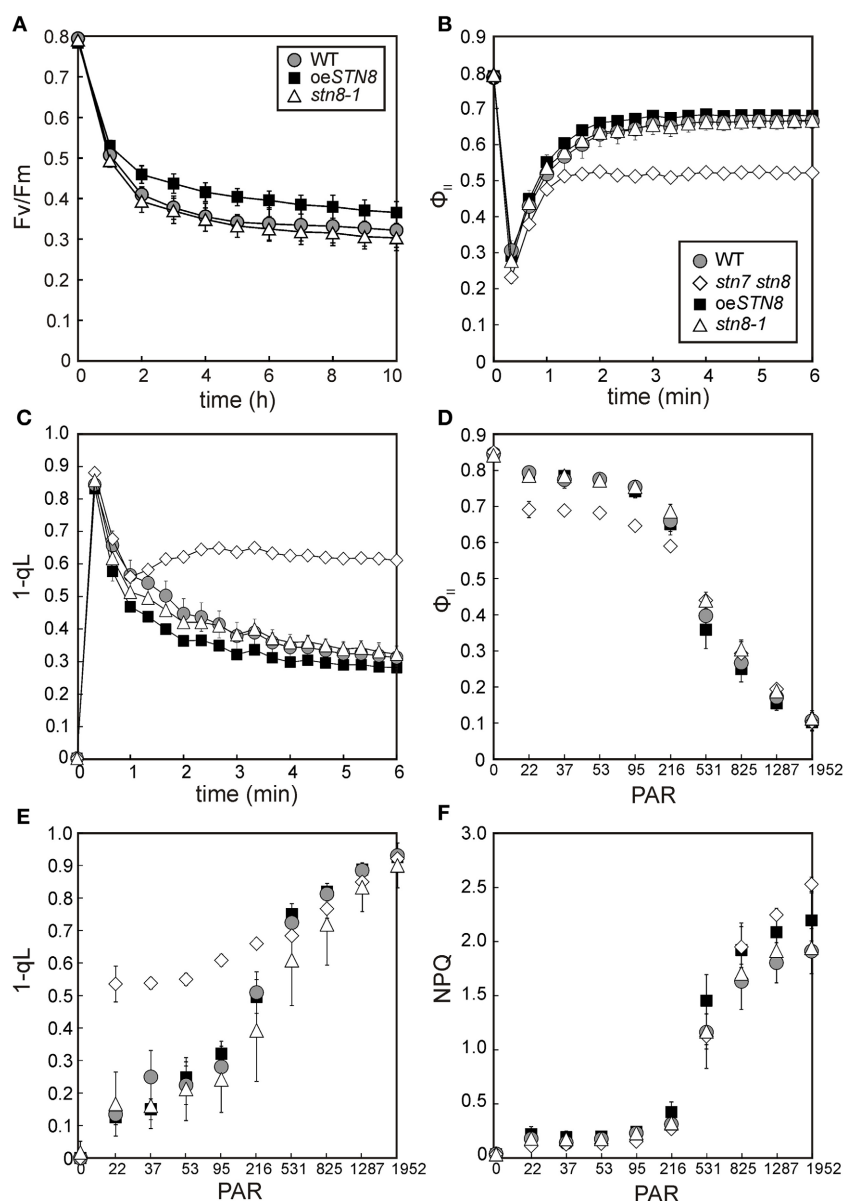 A
Fv/Fm
0.8
0.7
0.6
0.5
0.4
0.3
0.2
0.1
0
0 2 4 6 8 10
time (h)
WT
oeSTN8
stn8-1
B
ΦII
0.9
0.8
0.7
0.6
0.5
0.4
0.3
0.2
0.1
0
0 1.0 2 3 4 5 6
time (min)
WT
stn7 stn8
oeSTN8
stn8-1
C
1-qL
1.0
0.9
0.8
0.7
0.6
0.5
0.4
0.3
0.2
0.1
0
0 1 2 3 4 5 6
time (min)
D
ΦII
0.9
0.8
0.7
0.6
0.5
0.4
0.3
0.2
0.1
0
0 22 37 53 95 216 531 825 1287 1952
PAR
E
1-qL
1.0
0.9
0.8
0.7
0.6
0.5
0.4
0.3
0.2
0.1
0
0 22 37 53 95 216 531 825 1287 1952
PAR
F
NPQ
3.0
2.5
2.0
1.5
1.0
0.5
0
0 22 37 53 95 216 531 825 1287 1952
PAR